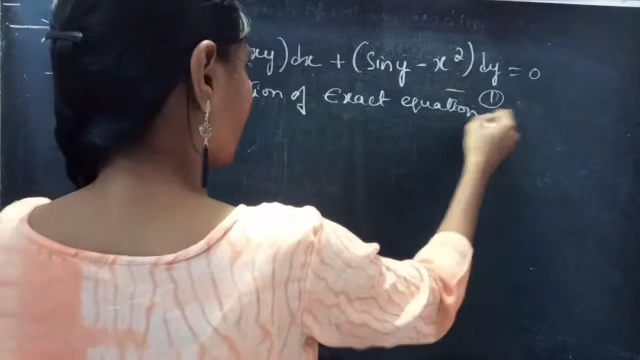 xy)dx + (Siny - x²) dy = 0
tion of Exact equation ①